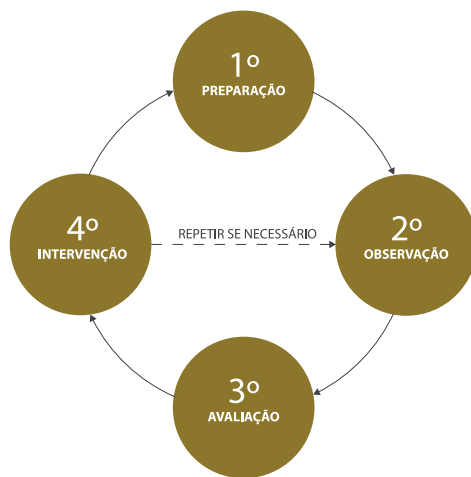 1º
PREPARAÇÃO
2º
OBSERVAÇÃO
3º
AVALIAÇÃO
4º
INTERVENÇÃO
REPETIR SE NECESSÁRIO